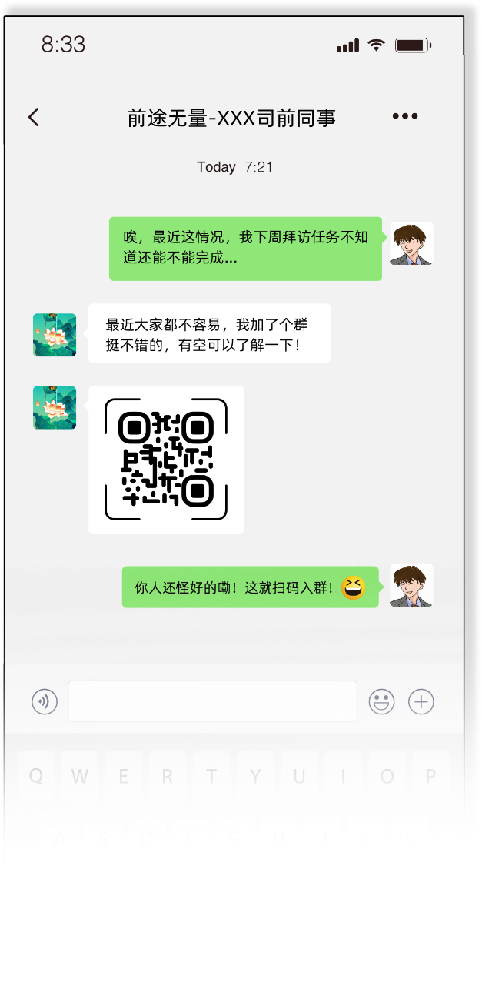 8:33
前途无量-XXX司前同事
Today 7:21
唉，最近这情况，我下周拜访任务不知
道还能不能完成...
最近大家都不容易，我加了个群
挺不错的，有空可以了解一下！
你人还怪好的嘞！这就扫码入群！😆
Q W E R T Y U I O P
A S D F G H J K L